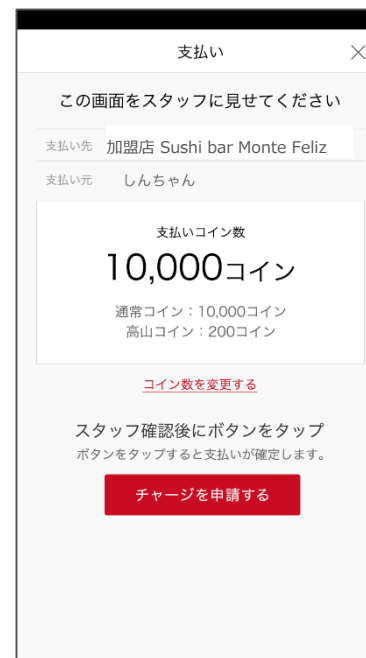 支払い
この画面をスタッフに見せてください
支払い先 加盟店 Sushi bar Monte Feliz
支払い元 しんちゃん
支払いコイン数
10,000コイン
通常コイン：10,000コイン
高山コイン：200コイン
コイン数を変更する
スタッフ確認後にボタンをタップ
ボタンをタップすると支払いが確定します。
チャージを申請する